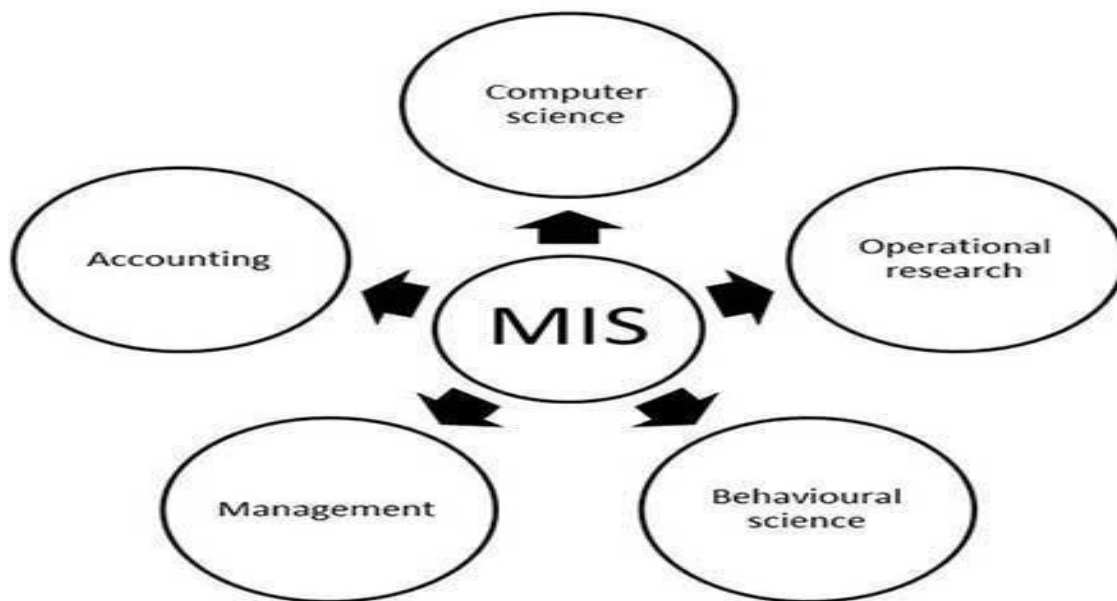 Computer
science
Accounting
Operational
research
MIS
Management
Behavioural
science